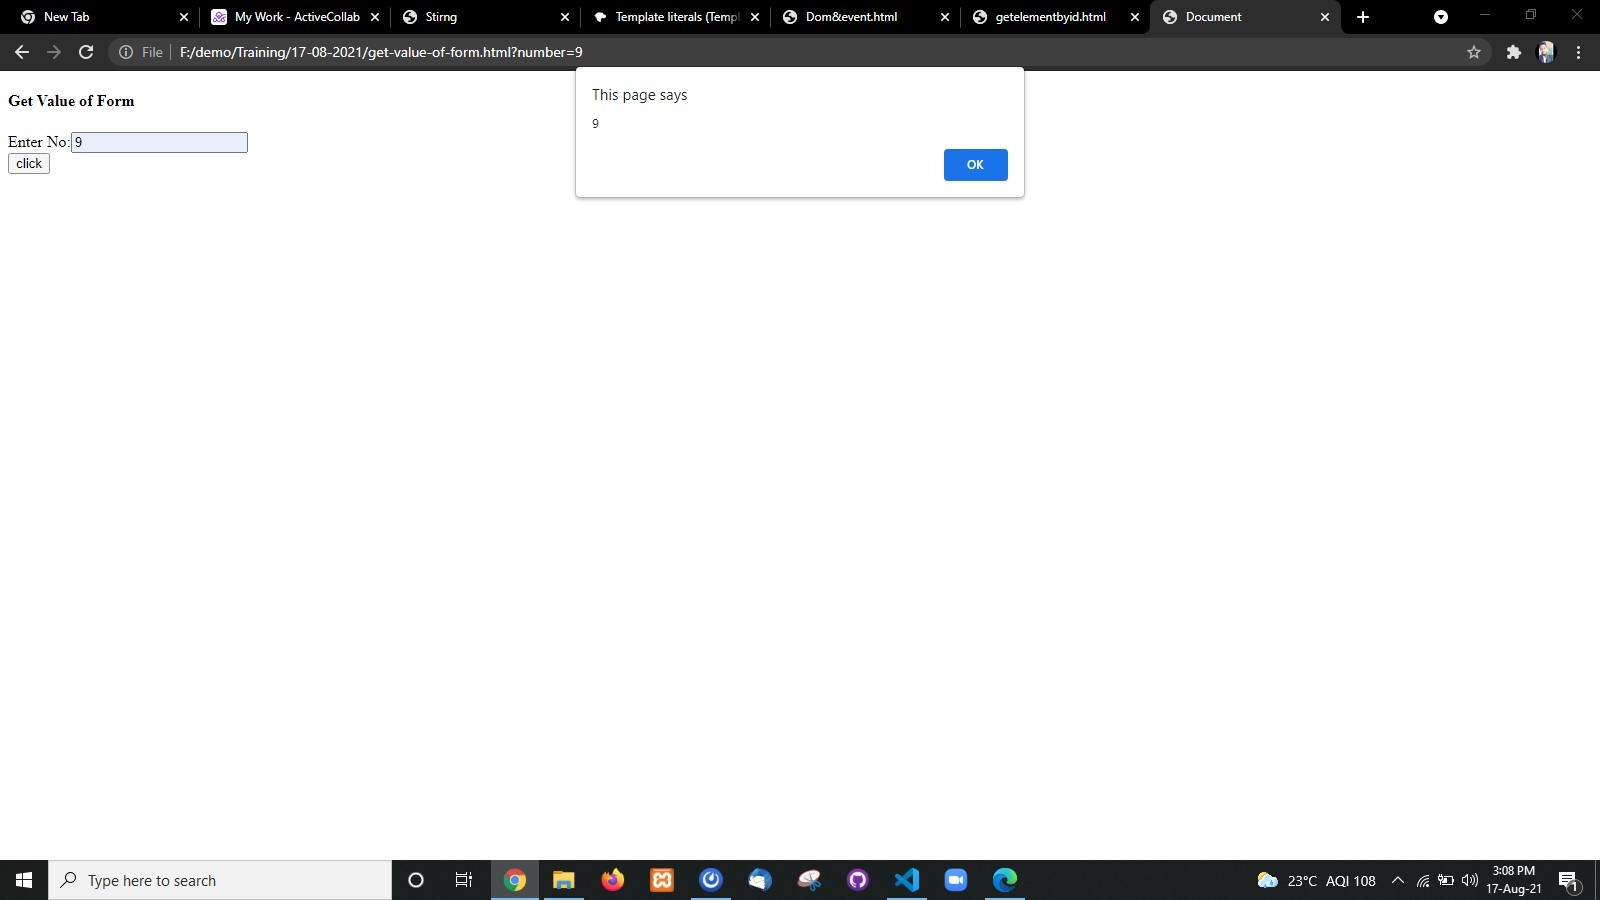 New Tab
My Work - ActiveCollab
Stirng
Template literals (Templ
Dom&event.html
getelementbyid.html
Document
File
F:/demo/Training/17-08-2021/get-value-of-form.html?number=9
This page says
9
OK
Get Value of Form
Enter No:
9
click
Type here to search
23°C AQI 108
3:08 PM
17-Aug-21
1